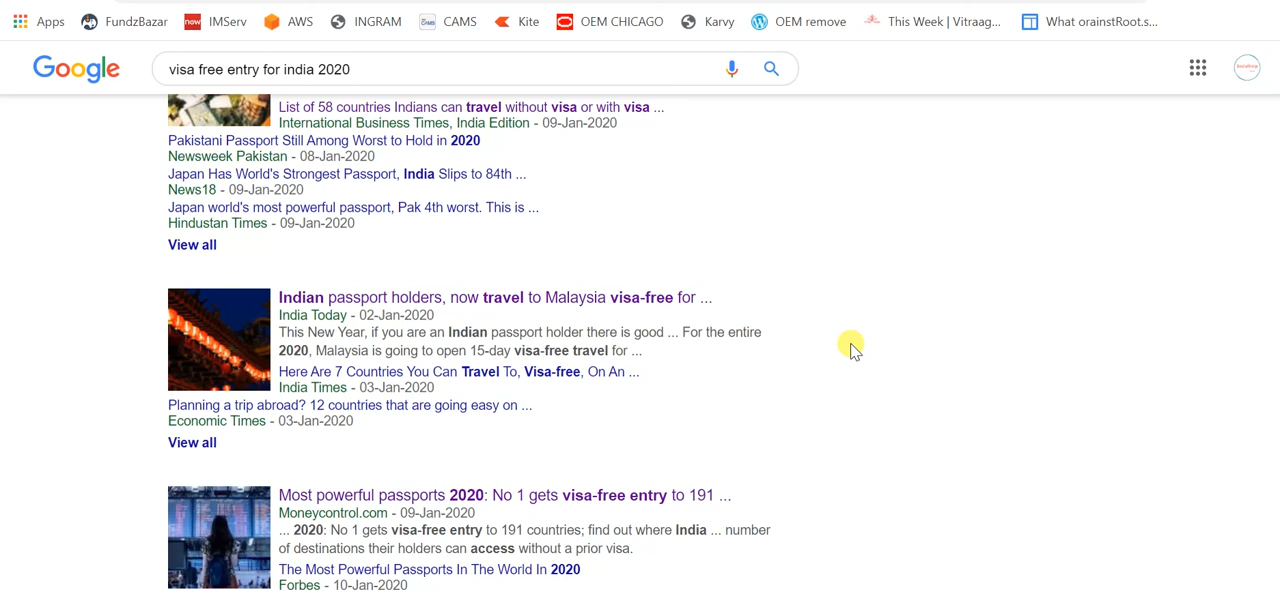 Apps FundzBazar now IMServ AWS INGRAM CAMS CAMS Kite OEM CHICAGO Karvy OEM remove This Week | Vitraag... What orainstRoot.s...
Google visa free entry for india 2020
List of 58 countries Indians can travel without visa or with visa ...
International Business Times, India Edition - 09-Jan-2020
Pakistani Passport Still Among Worst to Hold in 2020
Newsweek Pakistan - 08-Jan-2020
Japan Has World's Strongest Passport, India Slips to 84th ...
News18 - 09-Jan-2020
Japan world's most powerful passport, Pak 4th worst. This is ...
Hindustan Times - 09-Jan-2020
View all
Indian passport holders, now travel to Malaysia visa-free for ...
India Today - 02-Jan-2020
This New Year, if you are an Indian passport holder there is good ... For the entire
2020, Malaysia is going to open 15-day visa-free travel for ...
Here Are 7 Countries You Can Travel To, Visa-free, On An ...
India Times - 03-Jan-2020
Planning a trip abroad? 12 countries that are going easy on ...
Economic Times - 03-Jan-2020
View all
Most powerful passports 2020: No 1 gets visa-free entry to 191 ...
Moneycontrol.com - 09-Jan-2020
... 2020: No 1 gets visa-free entry to 191 countries; find out where India ... number
of destinations their holders can access without a prior visa.
The Most Powerful Passports In The World In 2020
Forbes - 10-Jan-2020